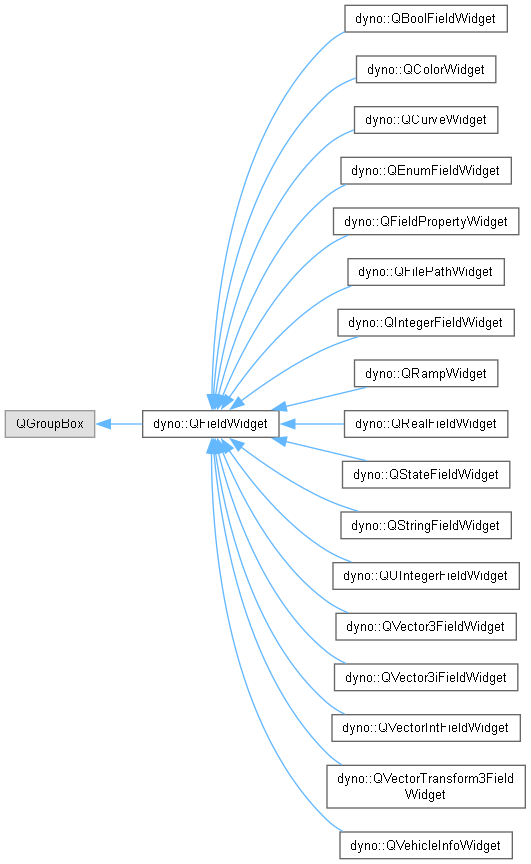 dyno::QBoolFieldWidget
dyno::QColorWidget
dyno::QCurveWidget
dyno::QEnumFieldWidget
dyno::QFieldPropertyWidget
dyno::QFilePathWidget
dyno::QIntegerFieldWidget
dyno::QRampWidget
QGroupBox
dyno::QFieldWidget
dyno::QRealFieldWidget
dyno::QStateFieldWidget
dyno::QStringFieldWidget
dyno::QUIntegerFieldWidget
dyno::QVector3FieldWidget
dyno::QVector3iFieldWidget
dyno::QVectorIntFieldWidget
dyno::QVectorTransform3Field
Widget
dyno::QVehicleInfoWidget